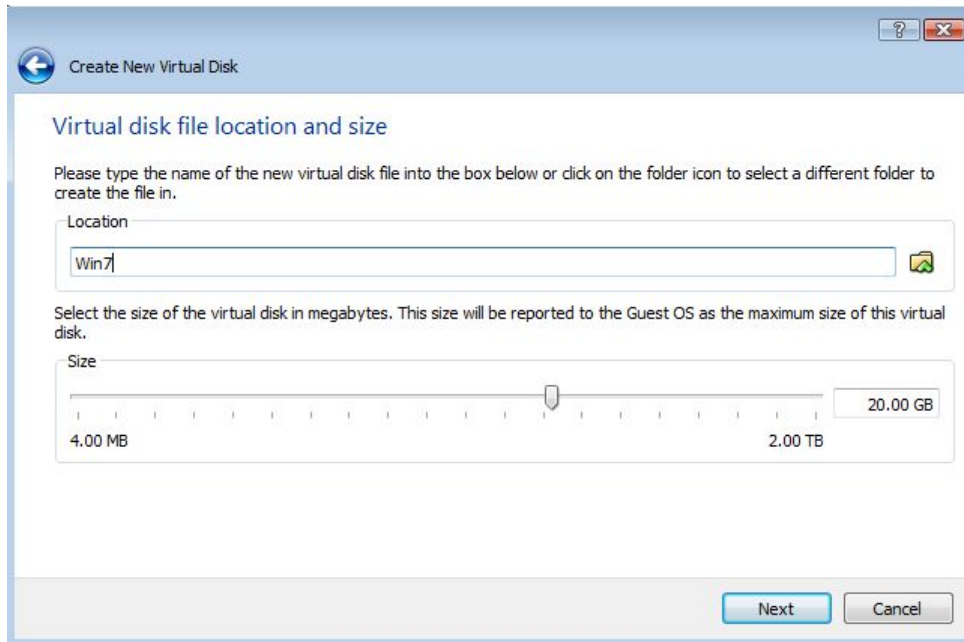 ?
Create New Virtual Disk
Virtual disk file location and size
Please type the name of the new virtual disk file into the box below or click on the folder icon to select a different folder to
create the file in.
Location
Win7
Select the size of the virtual disk in megabytes. This size will be reported to the Guest OS as the maximum size of this virtual
disk.
Size
20.00 GB
4.00 MB 2.00 TB
Next Cancel